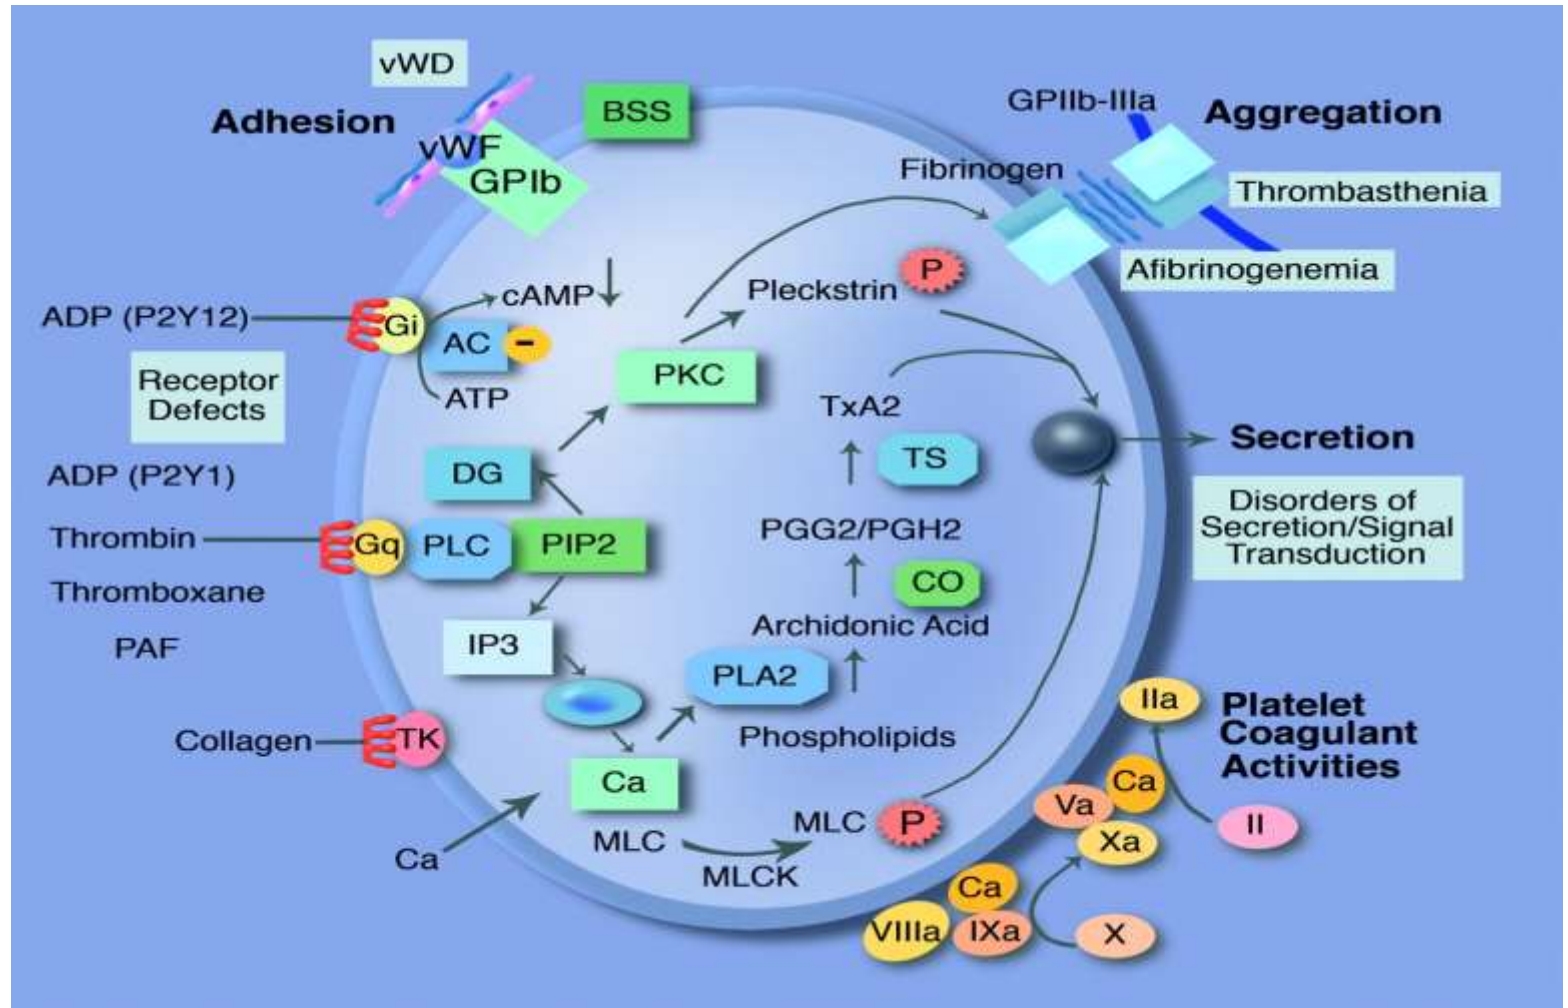 vWD
Adhesion
vWF
GPIb
BSS
GPIIb-IIIa
Aggregation
Fibrinogen
Thrombasthenia
Afibrinogenemia
ADP (P2Y12)
Gi
cAMP
AC
-
ATP
Receptor
Defects
Pleckstrin
P
PKC
TxA2
TS
Secretion
Disorders of
Secretion/Signal
Transduction
ADP (P2Y1)
DG
Thrombin
Gq
PLC
PIP2
PGG2/PGH2
CO
Thromboxane
Archidonic Acid
PAF
IP3
PLA2
Phospholipids
Collagen
TK
Ca
Ca
MLC
MLCK
MLC
P
IIa
Platelet
Coagulant
Activities
Ca
Va
Xa
II
Ca
VIIIa
IXa
X